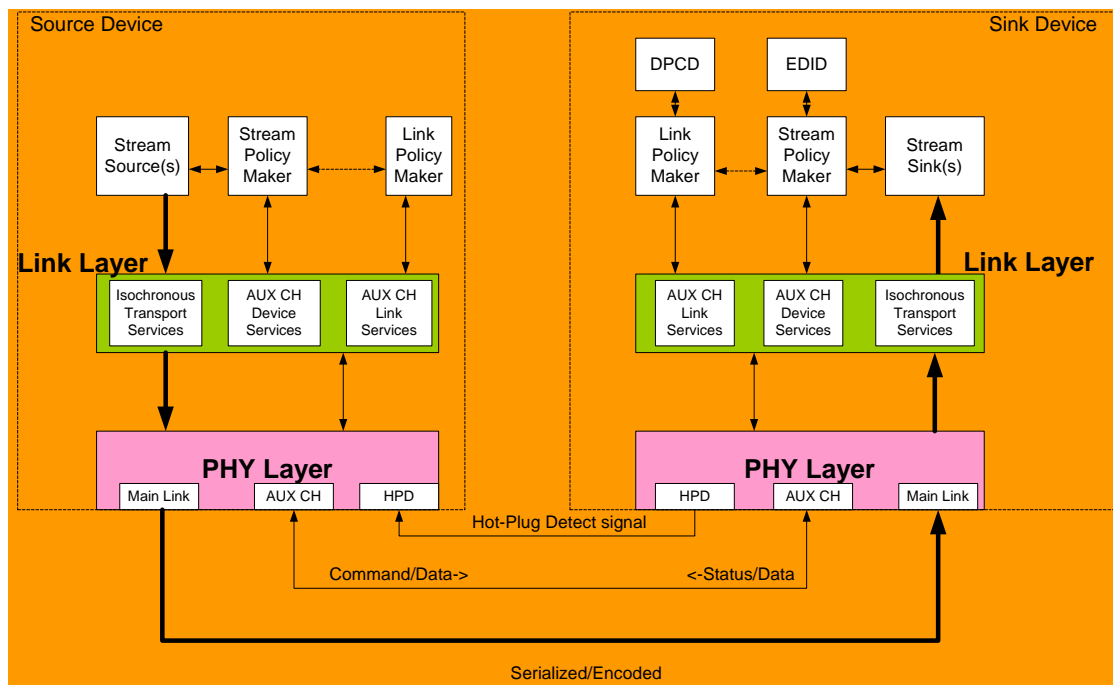 Source Device
Sink Device
DPCD
EDID
Stream
Source(s)
Stream
Policy
Maker
Link
Policy
Maker
Link
Policy
Maker
Stream
Policy
Maker
Stream
Sink(s)
Link Layer
Link Layer
Isochronous
Transport
Services
AUX CH
Device
Services
AUX CH
Link
Services
AUX CH
Link
Services
AUX CH
Device
Services
Isochronous
Transport
Services
PHY Layer
PHY Layer
Main Link
AUX CH
HPD
HPD
AUX CH
Main Link
Hot-Plug Detect signal
Command/Data->
<-Status/Data
Serialized/Encoded